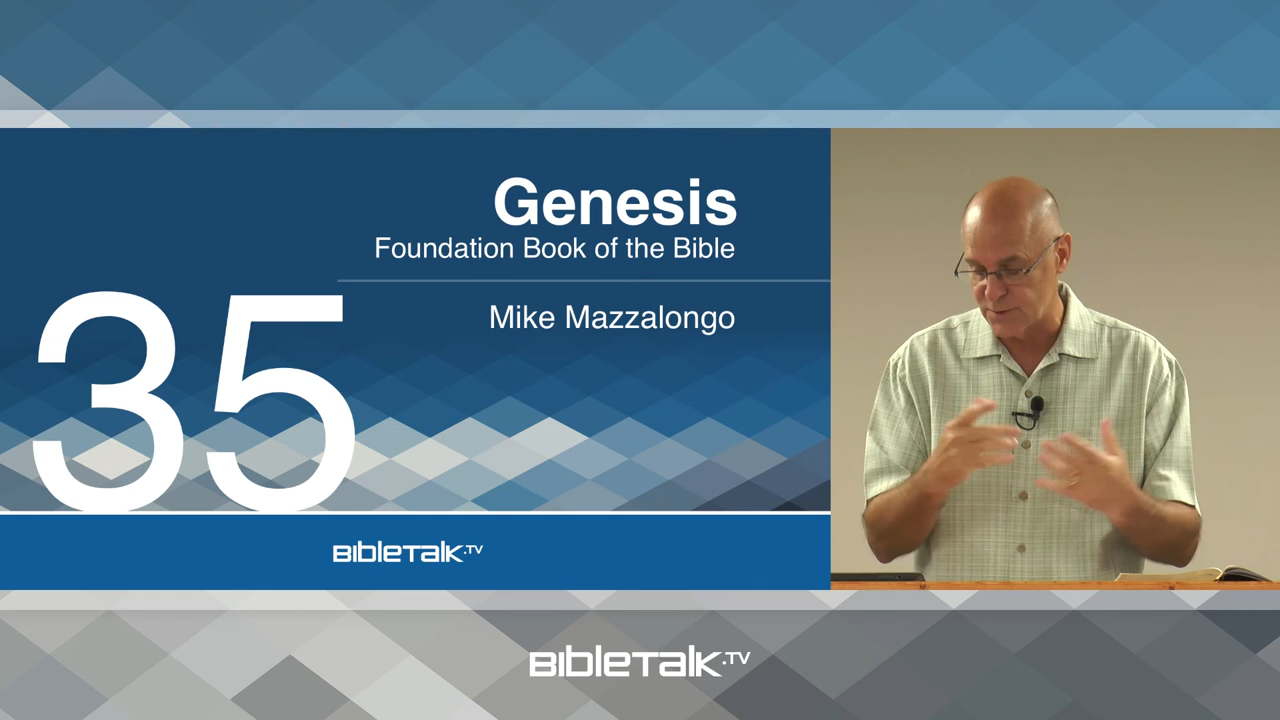 Genesis
Foundation Book of the Bible
Mike Mazzalongo
35
BIBLETALK.TV
BIBLETALK.TV